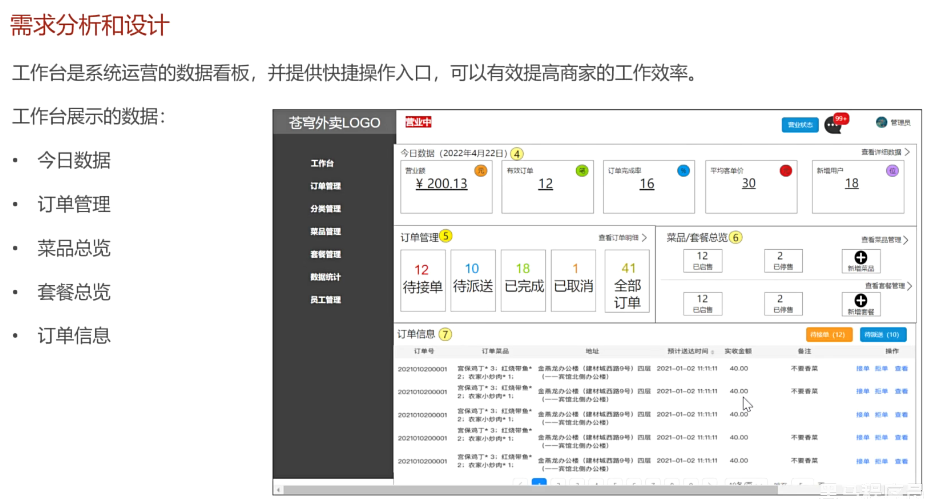 需求分析和设计
工作台是系统运营的数据看板，并提供快捷操作入口，可以有效提高商家的工作效率。
工作台展示的数据：
• 今日数据
• 订单管理
• 菜品总览
• 套餐总览
• 订单信息
苍穹外卖LOGO
工作台
订单管理
分类管理
菜品管理
套餐管理
数据统计
员工管理
营业中
营业状态
99+
管理员
今日数据（2022年4月22日） 4
查看详细数据
营业额 元
¥ 200.13
有效订单
12
订单完成率 %
16
平均客单价
30
新增用户 位
18
订单管理 5
查看订单明细
12
待接单
10
待派送
18
已完成
1
已取消
41
全部
订单
菜品/套餐总览 6
查看菜品管理
12
已启售
2
已停售
新增菜品
查看套餐管理
12
已启售
2
已停售
新增套餐
订单信息 7
待接单（12） 待派送（10）
订单号 订单菜品 地址 预计送达时间 实收金额 备注 操作
2021010200001 宫保鸡丁* 3；红烧带鱼* 金燕龙办公楼（建材城西路9号）四层 2021-01-02 11:11:11 40.00 不要香菜 接单 拒单 查看
2；农家小炒肉* 1； （一一宾馆北侧办公楼）
2021010200001 宫保鸡丁* 3；红烧带鱼* 金燕龙办公楼（建材城西路9号）四层 2021-01-02 11:11:11 40.00 不要香菜 接单 拒单 查看
2；农家小炒肉* 1； （一一宾馆北侧办公楼）
2021010200001 宫保鸡丁* 3；红烧带鱼* 金燕龙办公楼（建材城西路9号）四层 2021-01-02 11:11:11 40.00 不要香菜 接单 拒单 查看
2；农家小炒肉* 1； （一一宾馆北侧办公楼）
2021010200001 宫保鸡丁* 3；红烧带鱼* 金燕龙办公楼（建材城西路9号）四层 2021-01-02 11:11:11 40.00 不要香菜 接单 拒单 查看
2；农家小炒肉* 1； （一一宾馆北侧办公楼）
2021010200001 宫保鸡丁* 3；红烧带鱼* 金燕龙办公楼（建材城西路9号）四层 2021-01-02 11:11:11 40.00 不要香菜 接单 拒单 查看
2；农家小炒肉* 1； （一一宾馆北侧办公楼）